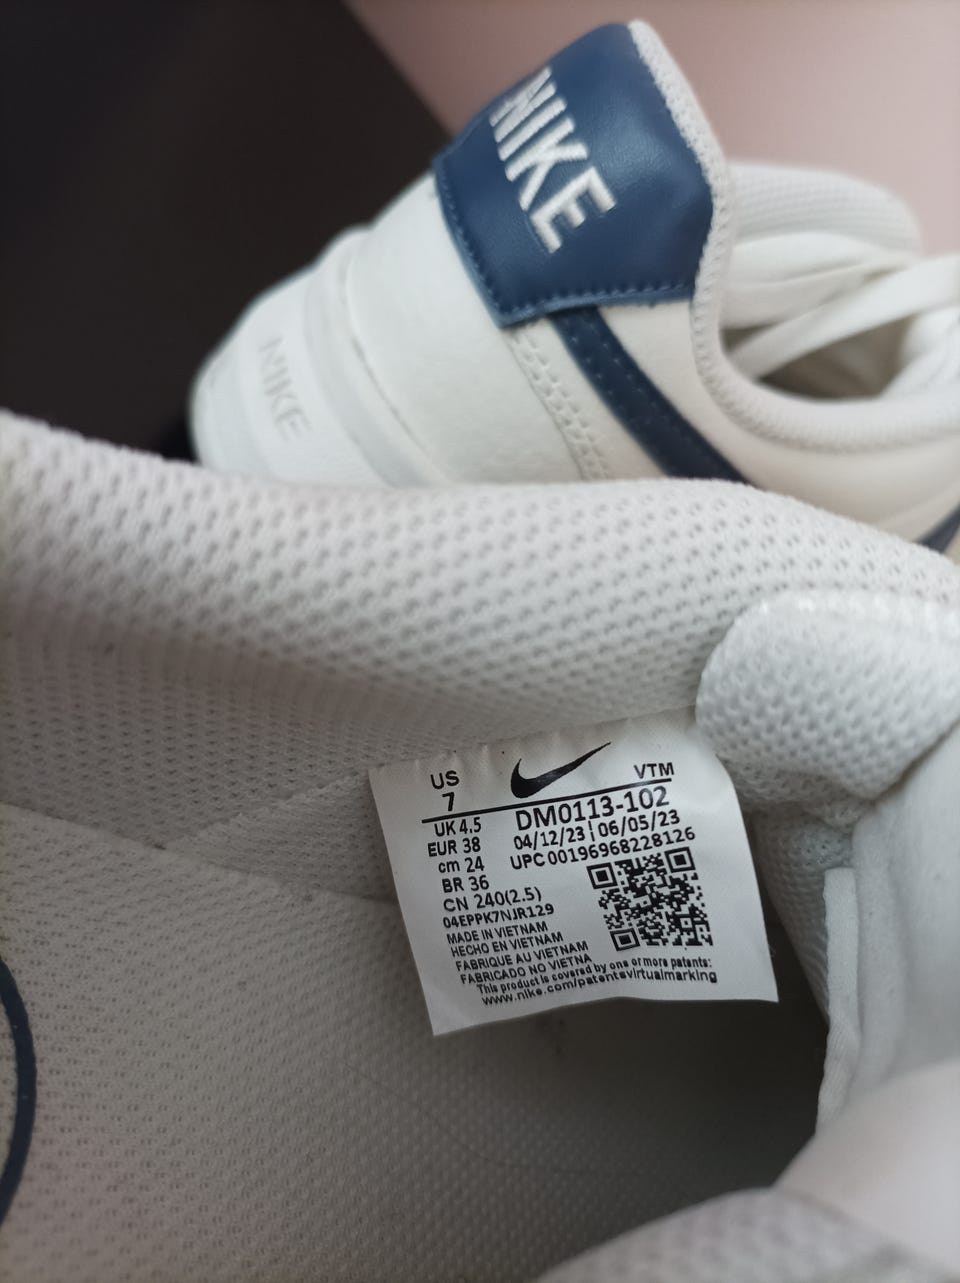 NIKE
NIKE
US
7
VTM
DM0113-102
UK 4.5
04/12/23 | 06/05/23
EUR 38
UPC 00196968228126
cm 24
BR 36
CN 240(2.5)
04EPPK7NJR129
MADE IN VIETNAM
HECHO EN VIETNAM
FABRIQUE AU VIETNAM
FABRICADO NO VIETNA
This product is covered by one or more patents:
www.nike.com/patentsvirtualmarking